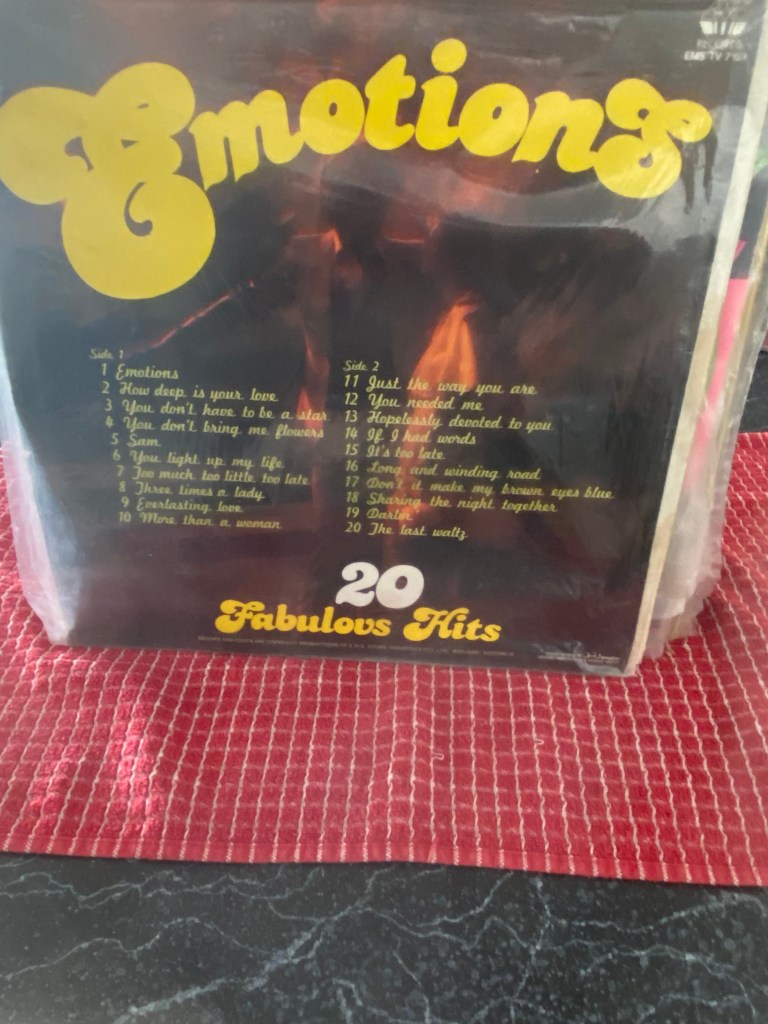 RECORDS
EMS TV
Emotions
Side 1
1 Emotions
2 How deep is your love
3 You don't have to be a star
4 You don't bring me flowers
5 Sam
6 You light up my life
7 Too much too little too late
8 Three times a lady
9 Everlasting love
10 More than a woman
Side 2
11 Just the way you are
12 You needed me
13 Hopelessly devoted to you
14 If I had words
15 It's too late
16 Long and winding road
17 Don't it make my brown eyes blue
18 Sharing the night together
19 Darlin'
20 The last waltz
20
Fabulous Hits